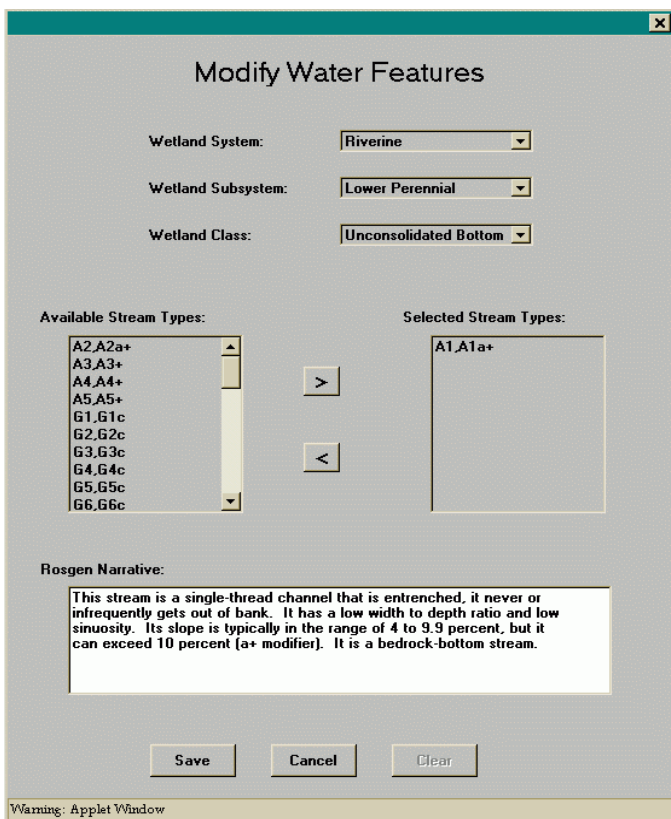 Modify Water Features
Wetland System:
Riverine
Wetland Subsystem:
Lower Perennial
Wetland Class:
Unconsolidated Bottom
Available Stream Types:
A2,A2a+
A3,A3+
A4,A4+
A5,A5+
G1,G1c
G2,G2c
G3,G3c
G4,G4c
G5,G5c
G6,G6c
>
<
Selected Stream Types:
A1,A1a+
Rosgen Narrative:
This stream is a single-thread channel that is entrenched, it never or
infrequently gets out of bank.  It has a low width to depth ratio and low
sinuosity.  Its slope is typically in the range of 4 to 9.9 percent, but it
can exceed 10 percent (a+ modifier).  It is a bedrock-bottom stream.
Save
Cancel
Clear
Warning: Applet Window